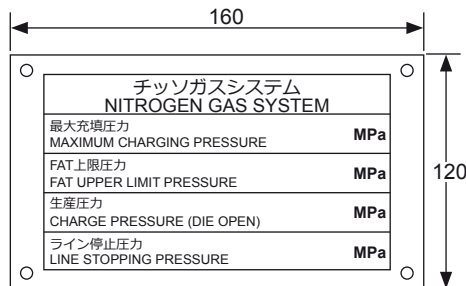 160
チッソガスシステム
NITROGEN GAS SYSTEM
最大充填圧力
MAXIMUM CHARGING PRESSURE MPa
FAT上限圧力
FAT UPPER LIMIT PRESSURE MPa
生産圧力
CHARGE PRESSURE (DIE OPEN) MPa
ライン停止圧力
LINE STOPPING PRESSURE MPa
120